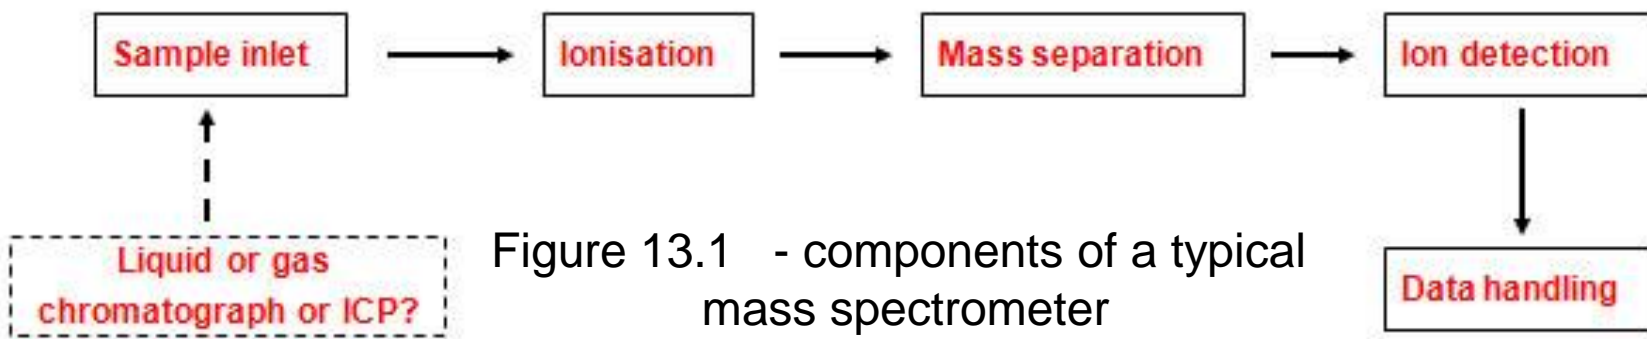 Sample inlet
Ionisation
Mass separation
Ion detection
Liquid or gas
chromatograph or ICP?
Figure 13.1 - components of a typical
mass spectrometer
Data handling